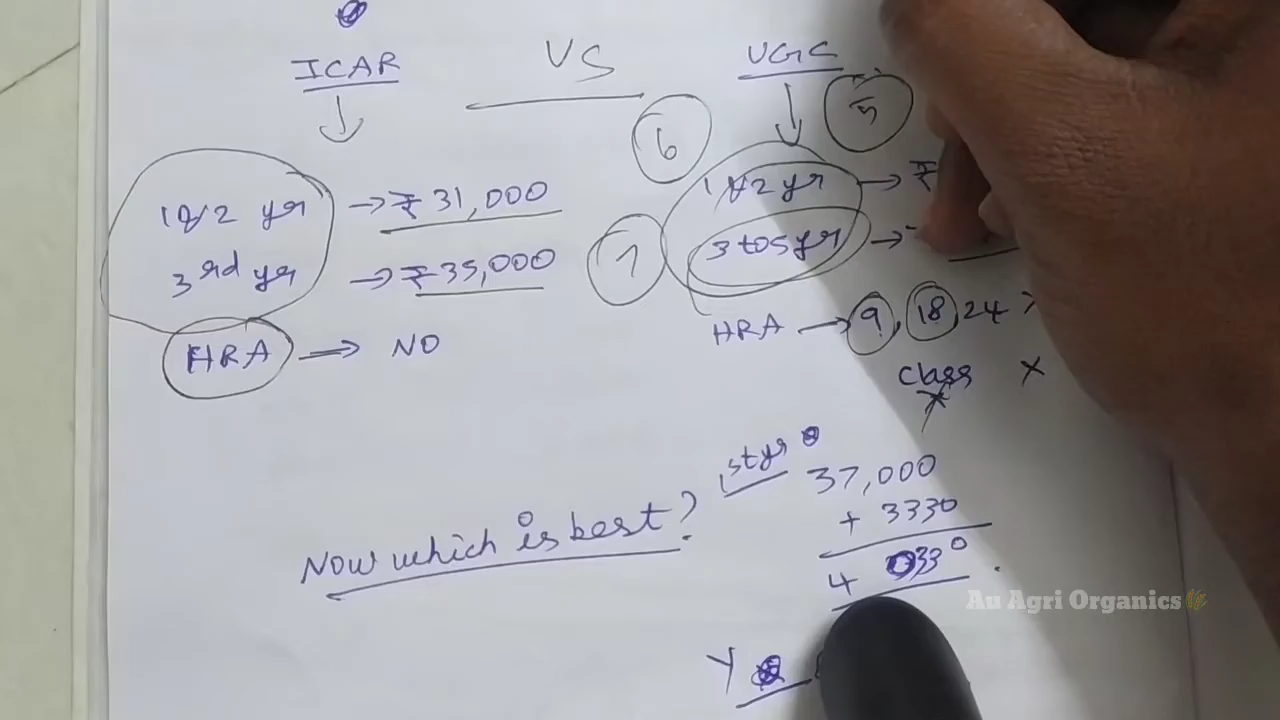 ICAR VS UGC
5
6
1&2 yr → ₹ 31,000
1&2 yr → ₹
3rd yr → ₹ 35,000
7
3 to 5 yr →
HRA → NO
HRA → 9, 18, 24
class x
1st yr
37,000
+ 3330
4 0330
Now which is best?
Au Agri Organics
Y